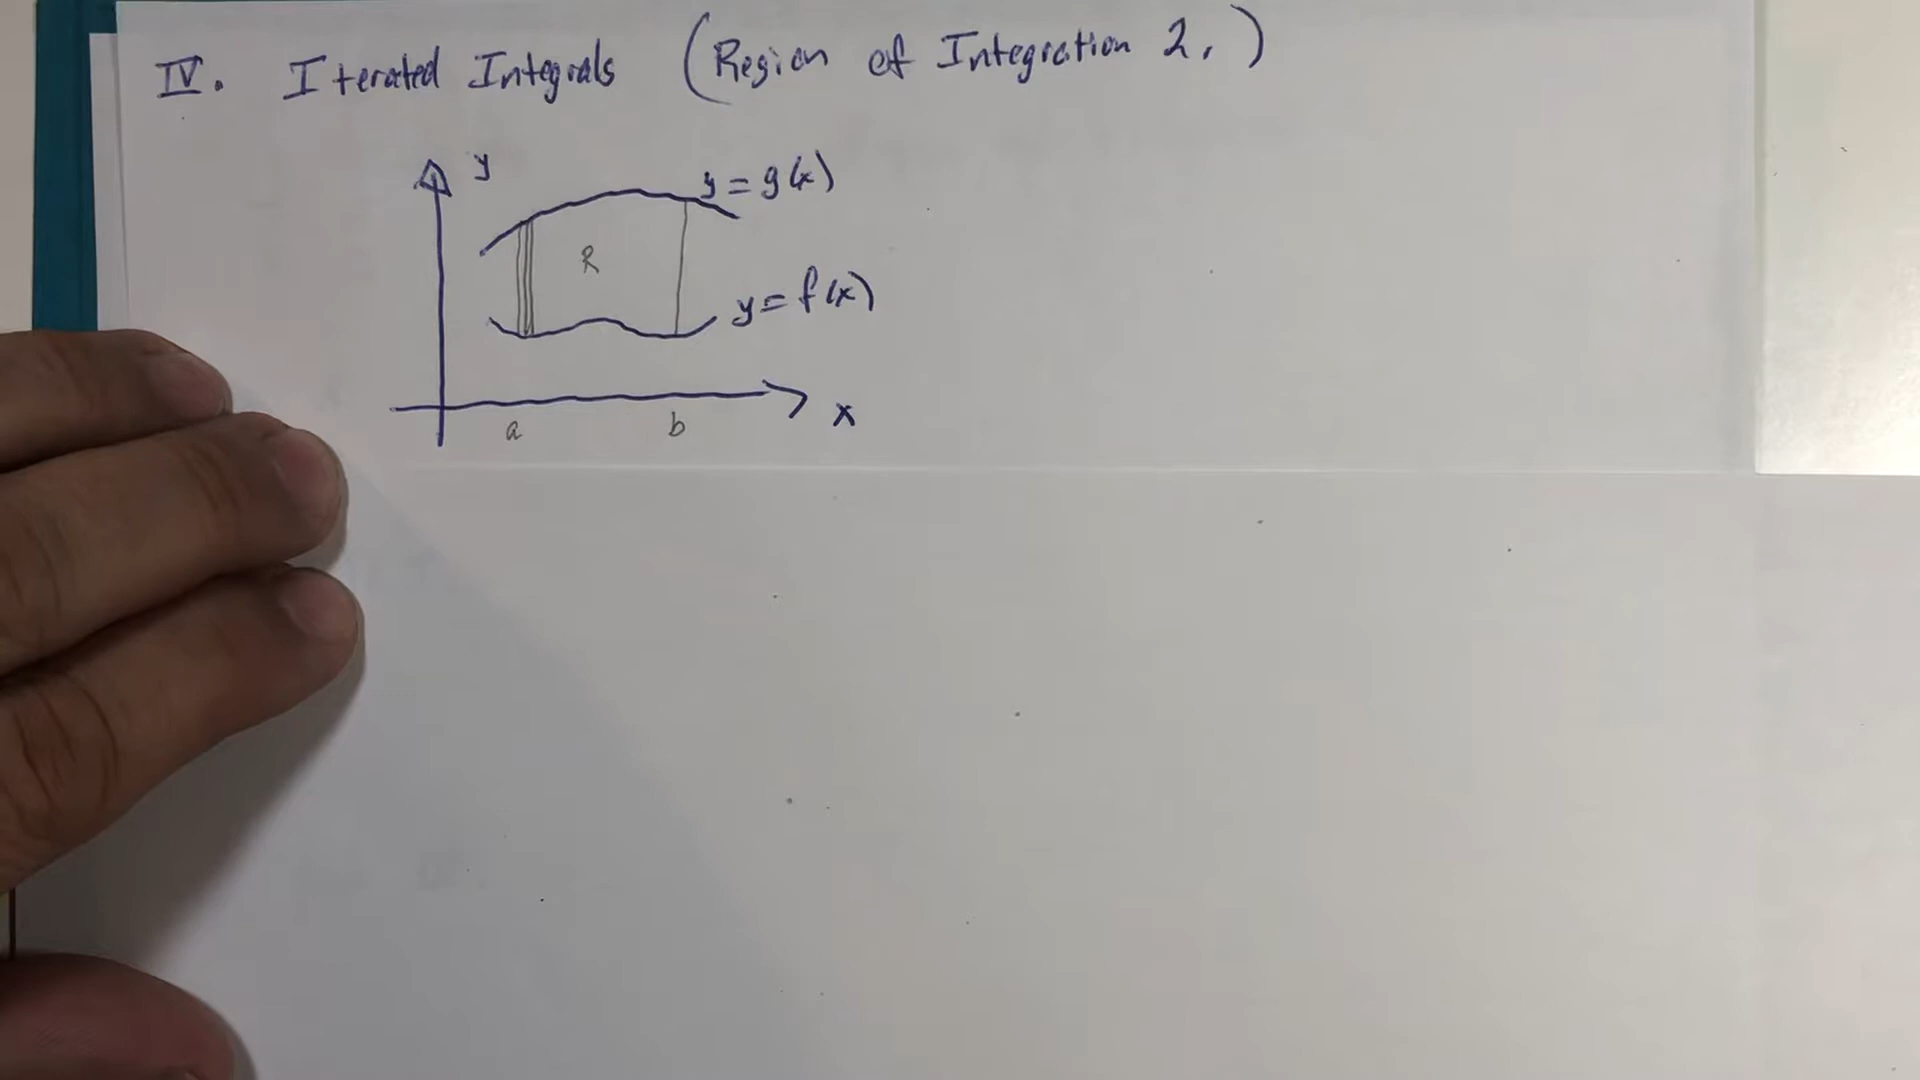 IV. Iterated Integrals (Region of Integration 2.)
y
y = g(x)
R
y = f(x)
x
a b